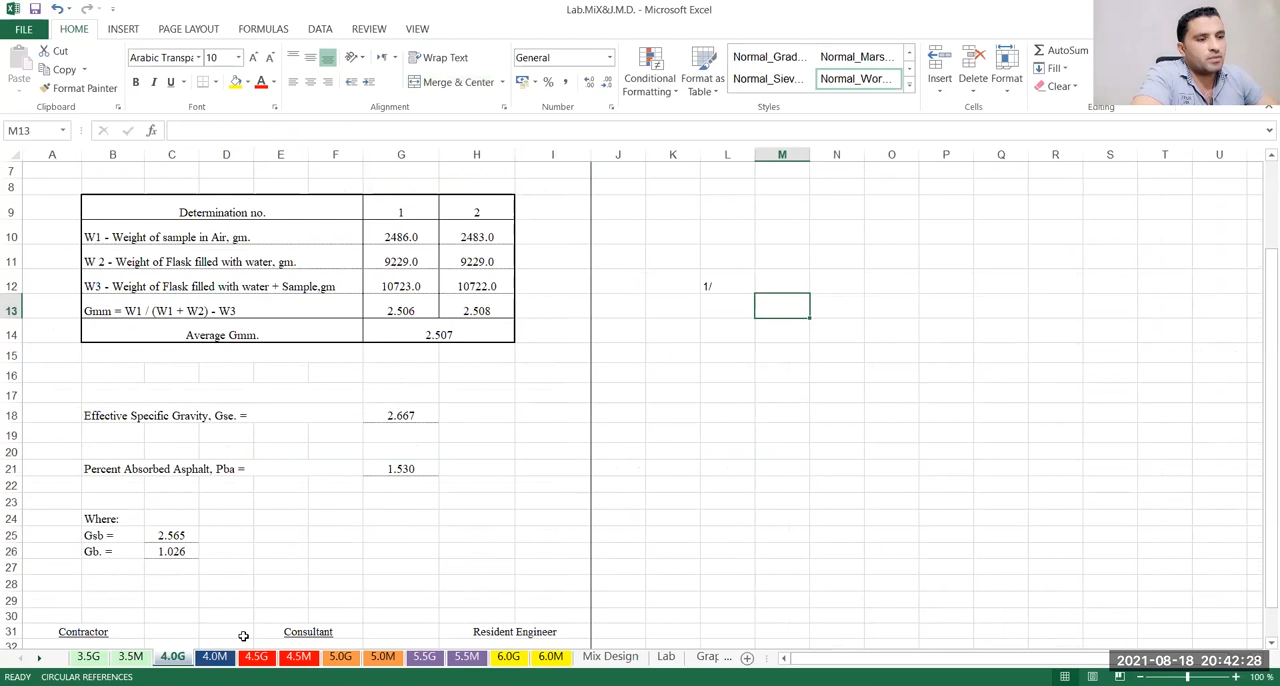 Lab.MiX&J.M.D. - Microsoft Excel
FILE HOME INSERT PAGE LAYOUT FORMULAS DATA REVIEW VIEW
Paste Cut Copy Format Painter Clipboard
Arabic Transpa 10 B I U A Font
Wrap Text Merge & Center Alignment
General % Number
Conditional Formatting Format as Table Normal_Grad... Normal_Mars... Normal_Siev... Normal_Wor... Styles
Insert Delete Format Cells
AutoSum Fill Clear Editing
M13 fx
A B C D E F G H I J K L M N O P Q R S T U
7
8
9 Determination no. 1 2
10 W1 - Weight of sample in Air, gm. 2486.0 2483.0
11 W 2 - Weight of Flask filled with water, gm. 9229.0 9229.0
12 W3 - Weight of Flask filled with water + Sample,gm 10723.0 10722.0 1/
13 Gmm = W1 / (W1 + W2) - W3 2.506 2.508
14 Average Gmm. 2.507
15
16
17
18 Effective Specific Gravity, Gse. = 2.667
19
20
21 Percent Absorbed Asphalt, Pba = 1.530
22
23
24 Where:
25 Gsb = 2.565
26 Gb. = 1.026
27
28
29
30
31 Contractor Consultant Resident Engineer
32
3.5G 3.5M 4.0G 4.0M 4.5G 4.5M 5.0G 5.0M 5.5G 5.5M 6.0G 6.0M Mix Design Lab Grap ...
2021-08-18 20:42:28
READY CIRCULAR REFERENCES 100 %